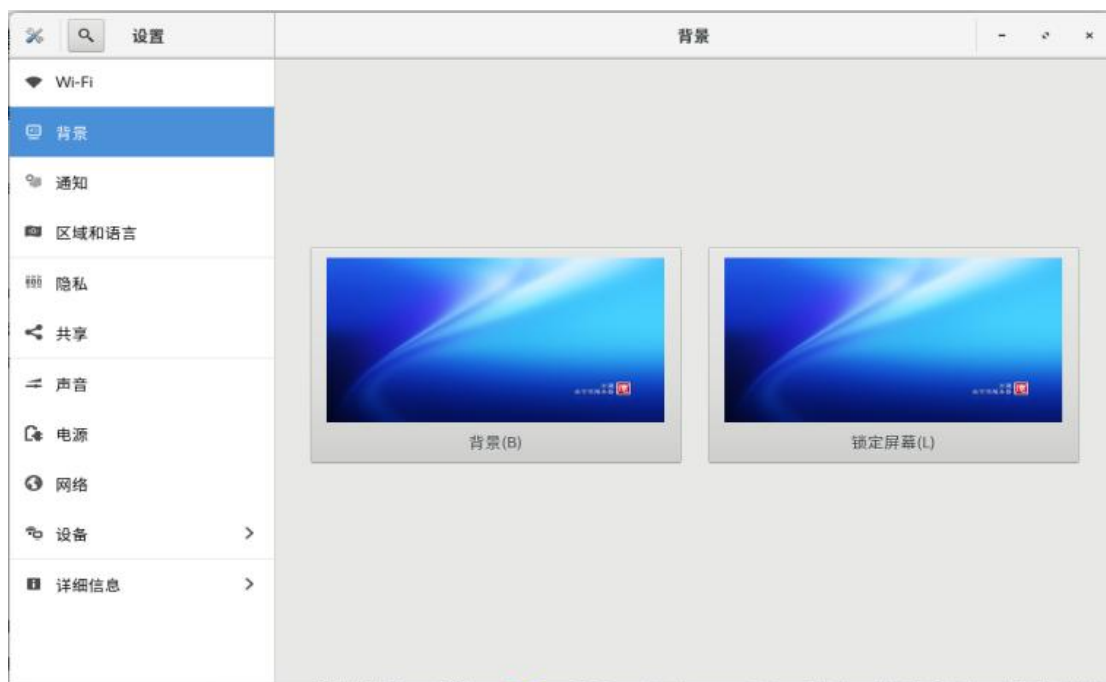 设置
背景
Wi-Fi
背景
通知
区域和语言
隐私
共享
声音
电源
网络
设备
详细信息
背景(B)
锁定屏幕(L)